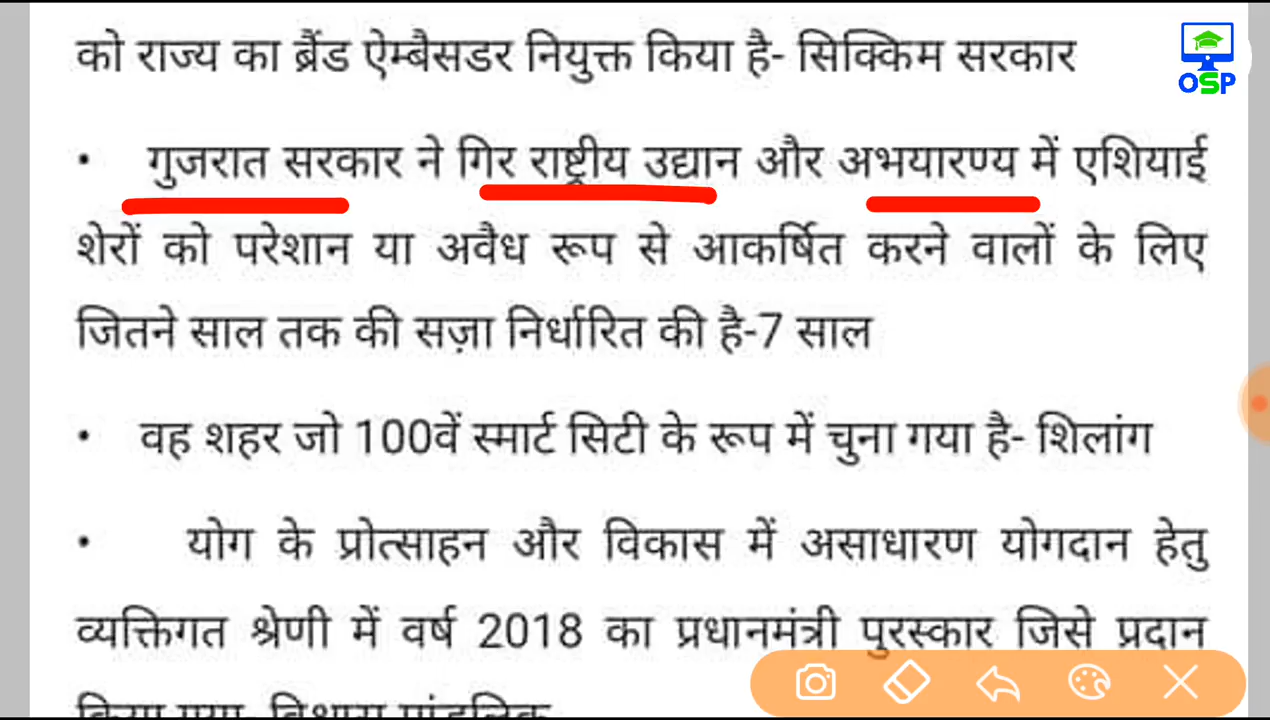 को राज्य का ब्रैंड ऐम्बैसडर नियुक्त किया है- सिक्किम सरकार
OSP
• गुजरात सरकार ने गिर राष्ट्रीय उद्यान और अभयारण्य में एशियाई
शेरों को परेशान या अवैध रूप से आकर्षित करने वालों के लिए
जितने साल तक की सज़ा निर्धारित की है-7 साल
• वह शहर जो 100वें स्मार्ट सिटी के रूप में चुना गया है- शिलांग
• योग के प्रोत्साहन और विकास में असाधारण योगदान हेतु
व्यक्तिगत श्रेणी में वर्ष 2018 का प्रधानमंत्री पुरस्कार जिसे प्रदान
किया गया-